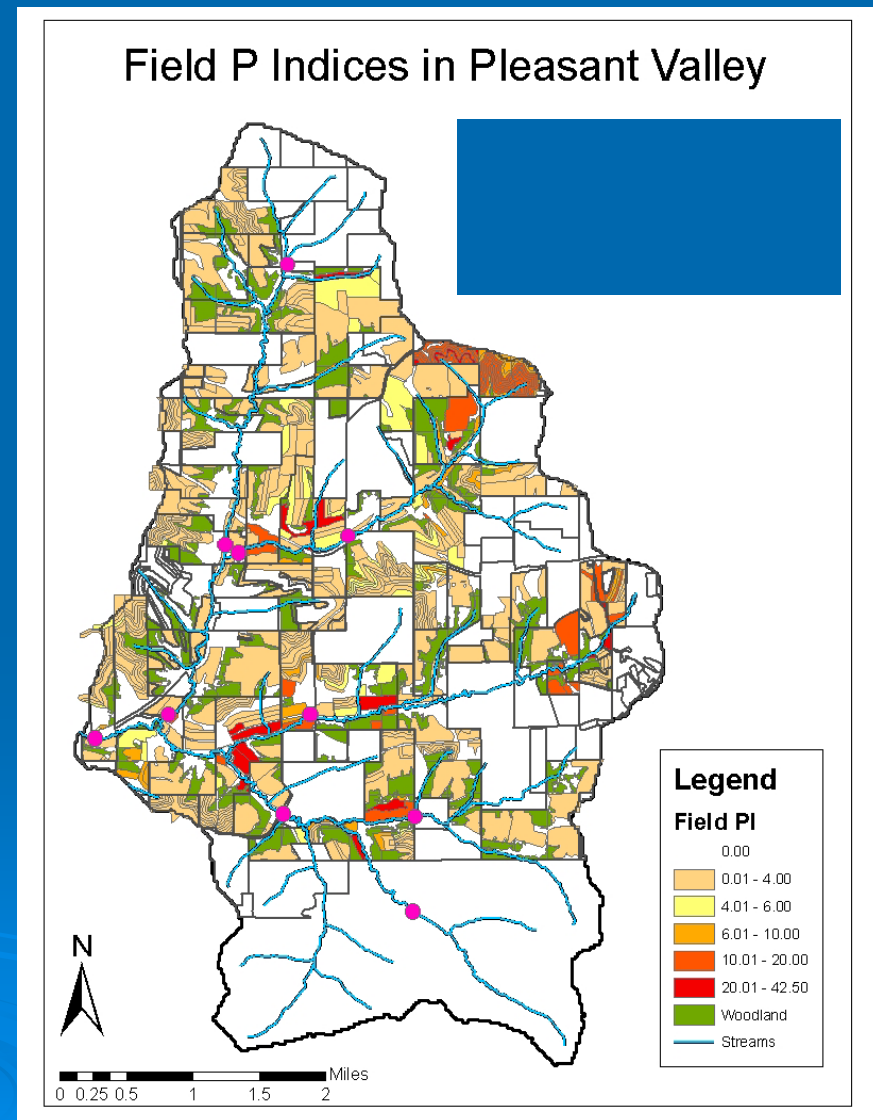 Field P Indices in Pleasant Valley
Legend
Field PI
0.00
0.01 - 4.00
4.01 - 6.00
6.01 - 10.00
10.01 - 20.00
20.01 - 42.50
Woodland
Streams
N
Miles
0 0.25 0.5 1 1.5 2